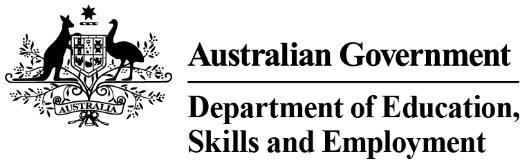 AUSTRALIA
Australian Government
Department of Education,
Skills and Employment